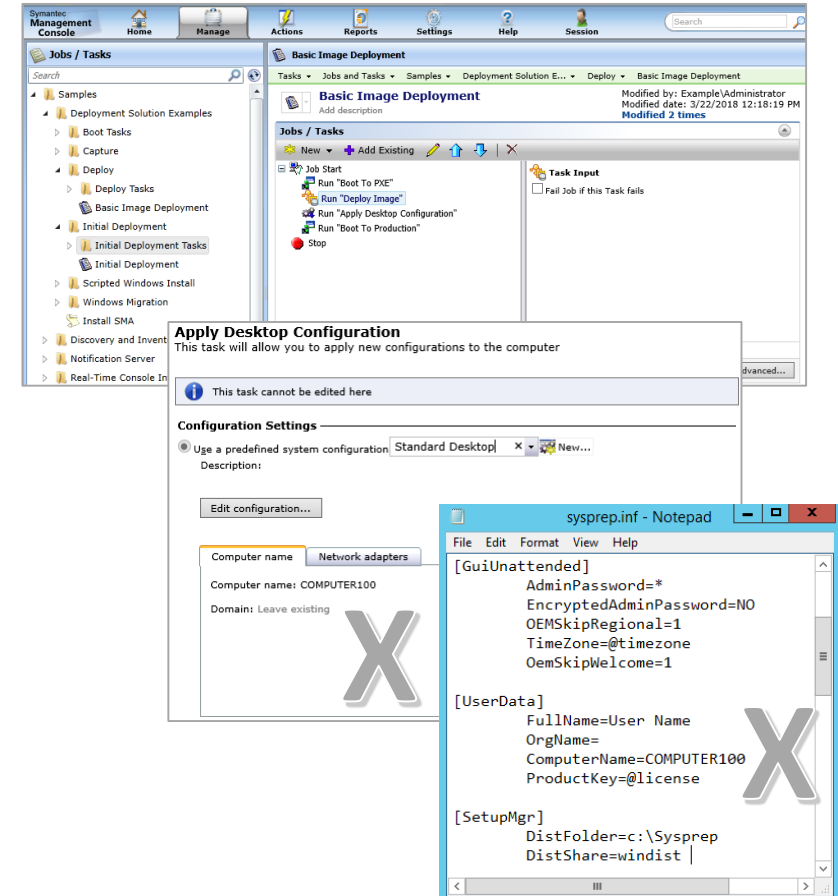 Symantec
Management
Console
Home
Manage
Actions
Reports
Settings
Help
Session
Search
Jobs / Tasks
Search
Samples
Deployment Solution Examples
Boot Tasks
Capture
Deploy
Deploy Tasks
Basic Image Deployment
Initial Deployment
Initial Deployment Tasks
Initial Deployment
Scripted Windows Install
Windows Migration
Install SMA
Discovery and Invent
Notification Server
Real-Time Console In
Basic Image Deployment
Tasks Jobs and Tasks Samples Deployment Solution E... Deploy Basic Image Deployment
Basic Image Deployment
Add description
Modified by: Example\Administrator
Modified date: 3/22/2018 12:18:19 PM
Modified 2 times
Jobs / Tasks
New Add Existing
Job Start
Run "Boot To PXE"
Run "Deploy Image"
Run "Apply Desktop Configuration"
Run "Boot To Production"
Stop
Task Input
Fail Job if this Task fails
dvanced...
Apply Desktop Configuration
This task will allow you to apply new configurations to the computer
This task cannot be edited here
Configuration Settings
Use a predefined system configuration Standard Desktop New...
Description:
Edit configuration...
Computer name Network adapters
Computer name: COMPUTER100
Domain: Leave existing
X
sysprep.inf - Notepad
File Edit Format View Help
[GuiUnattended]
AdminPassword=*
EncryptedAdminPassword=NO
OEMSkipRegional=1
TimeZone=@timezone
OemSkipWelcome=1
[UserData]
FullName=User Name
OrgName=
ComputerName=COMPUTER100
ProductKey=@license
X
[SetupMgr]
DistFolder=c:\Sysprep
DistShare=windist